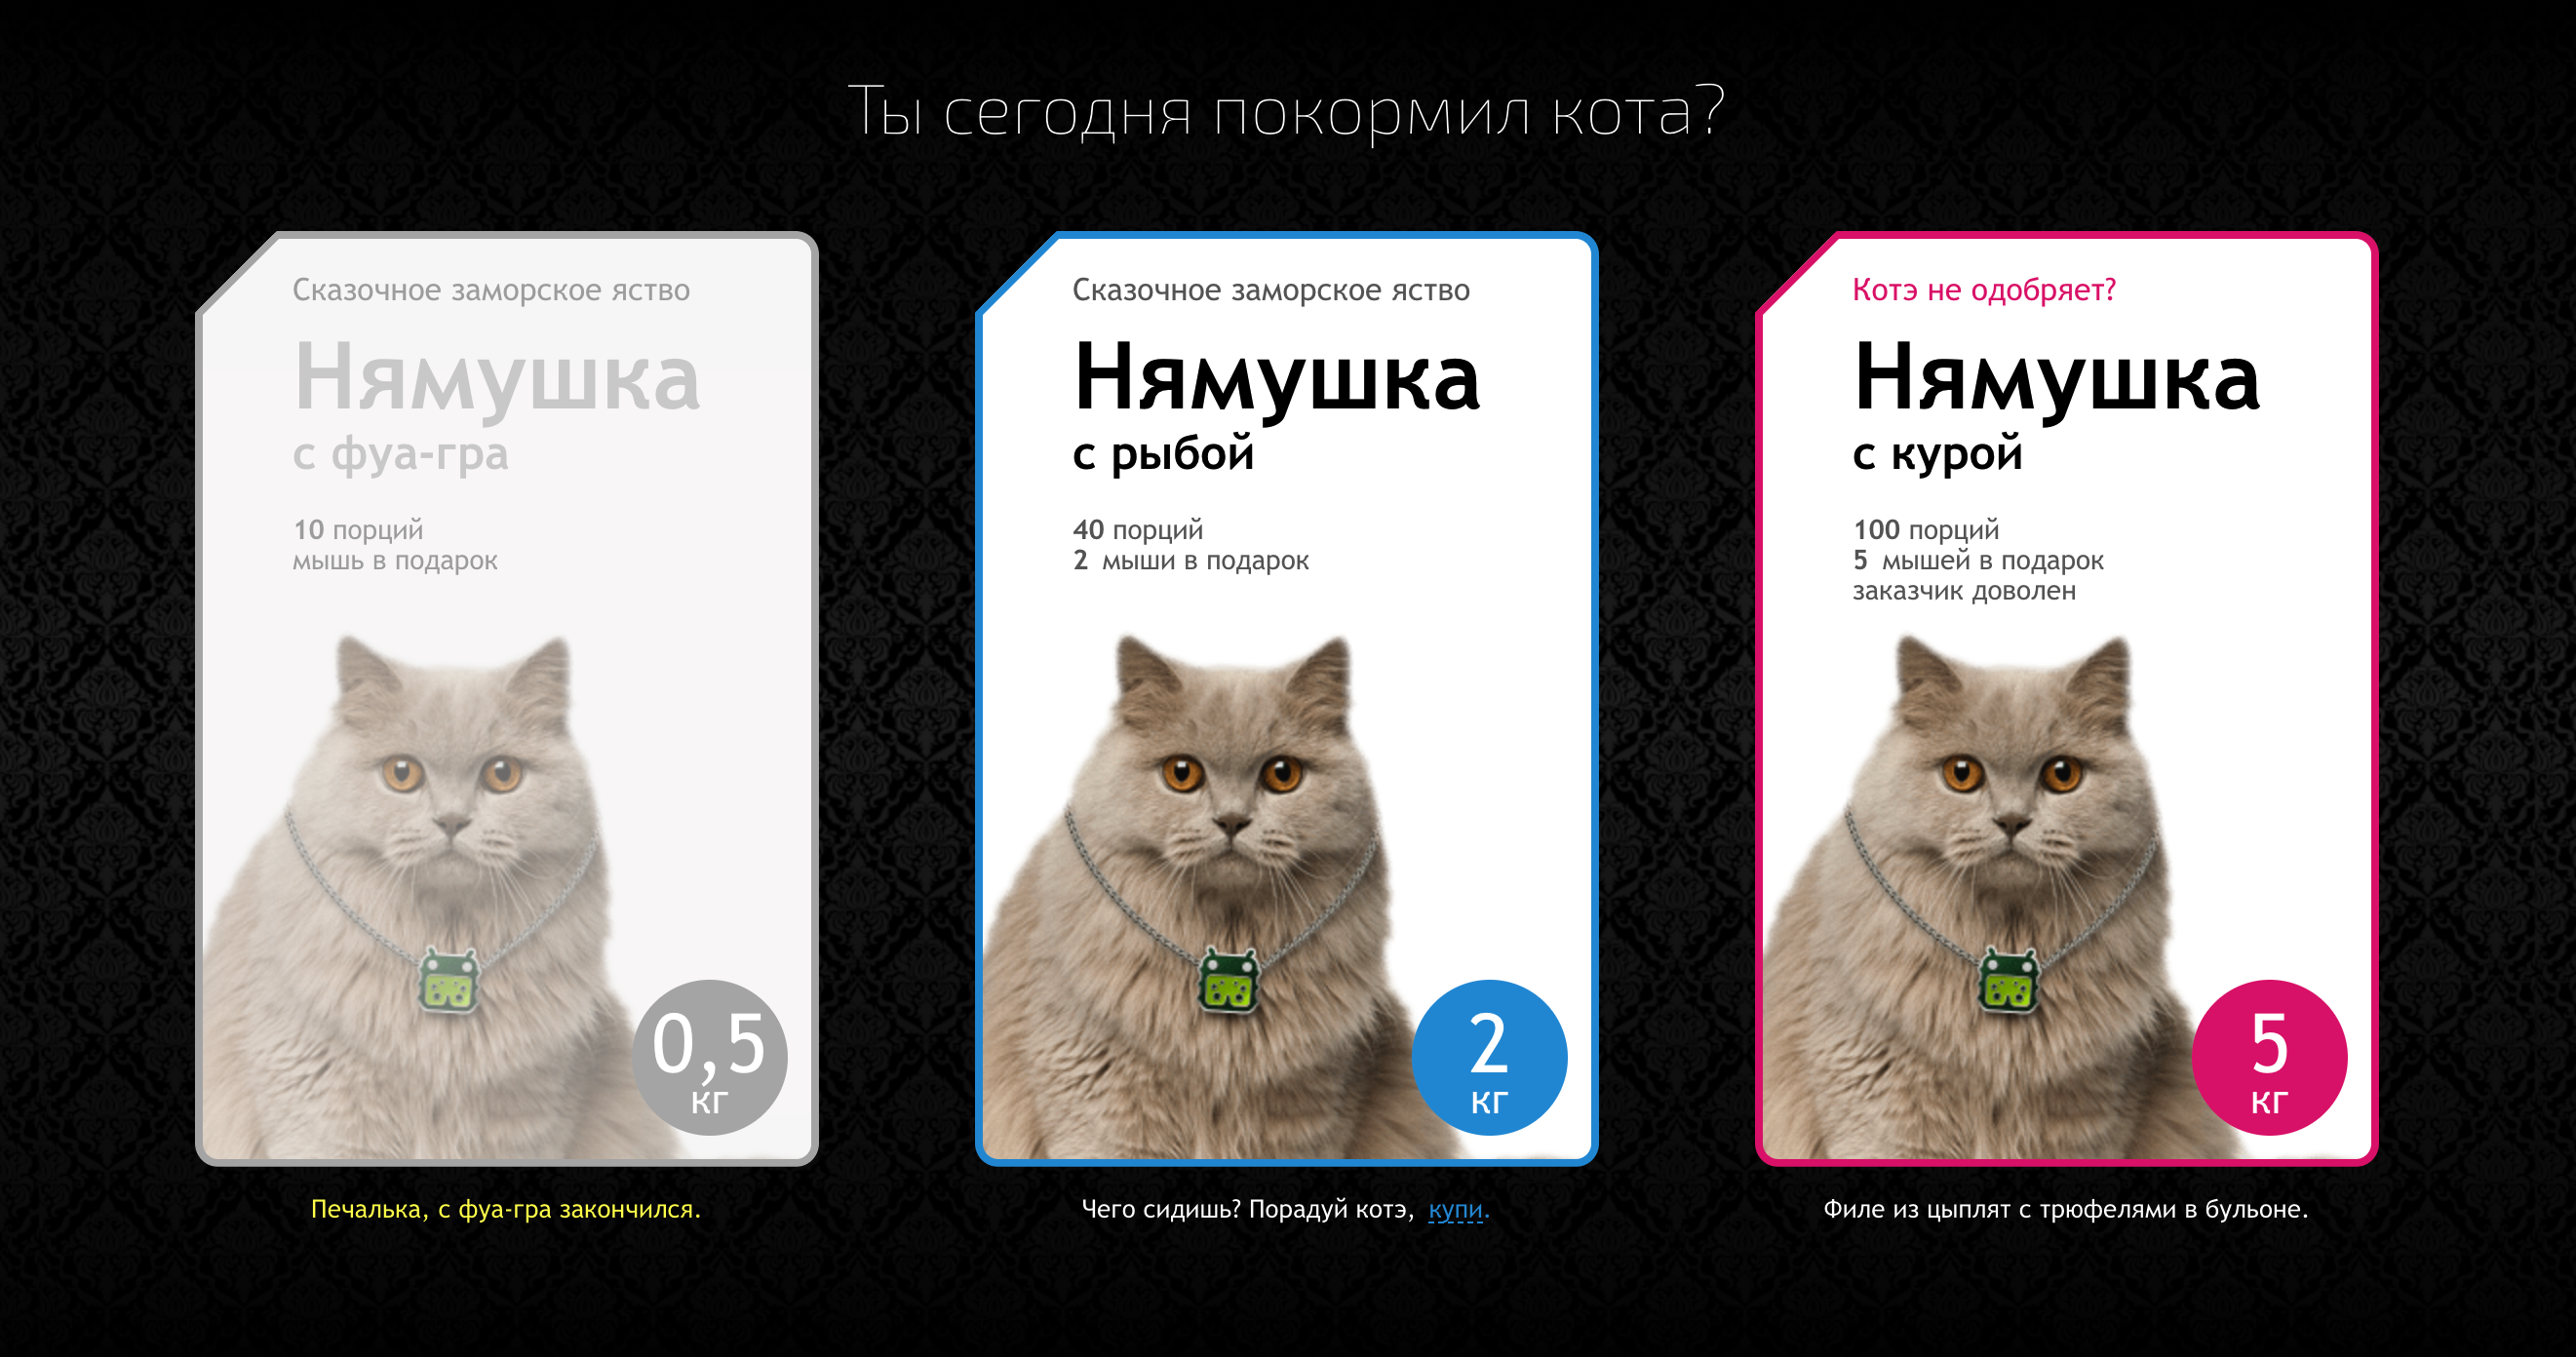 Ты сегодня покормил кота?
Сказочное заморское яство
Нямушка
с фуа-гра
10 порций
мышь в подарок
0,5
кг
Печалька, с фуа-гра закончился.
Сказочное заморское яство
Нямушка
с рыбой
40 порций
2 мыши в подарок
2
кг
Чего сидишь? Порадуй котэ, купи.
Котэ не одобряет?
Нямушка
с курой
100 порций
5 мышей в подарок
заказчик доволен
5
кг
Филе из цыплят с трюфелями в бульоне.